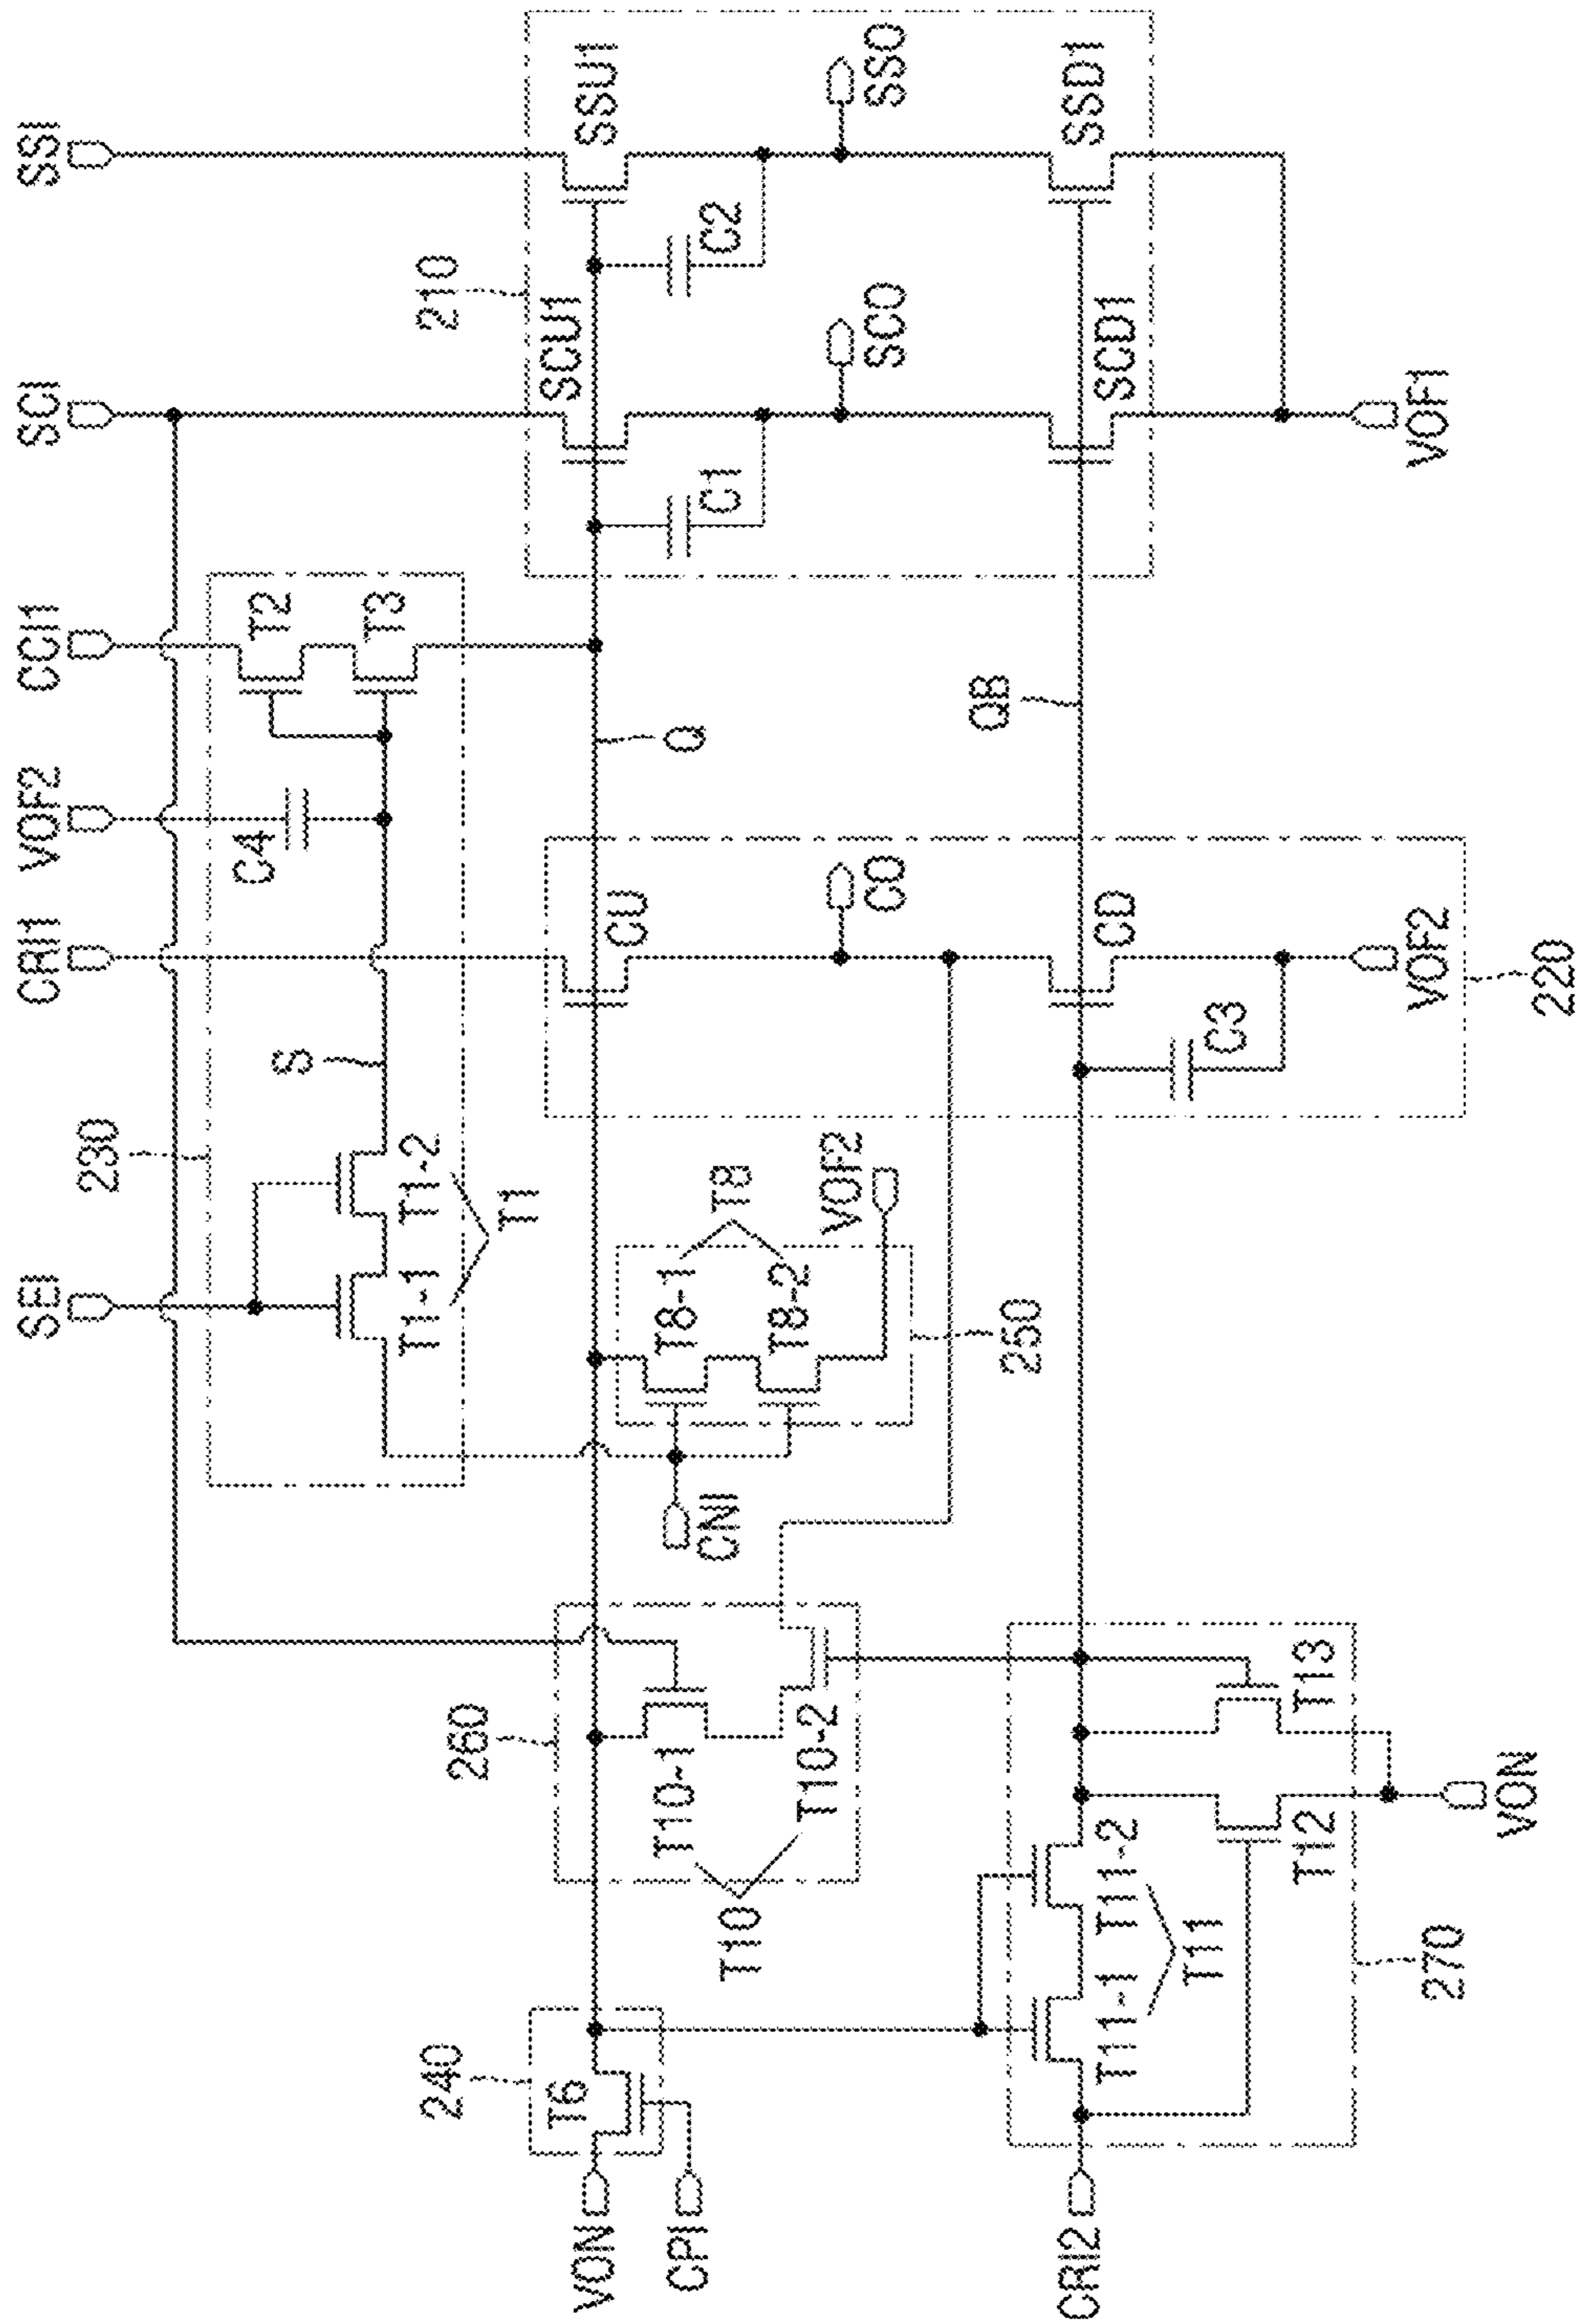 SEI
CRI1
VOF2
CCI1
SCI
SSI
230
T1-1
T1-2
T1
S
C4
T2
T3
210
SCU1
SSU1
C1
C2
SCO
SSO
SCD1
SSD1
VOF1
Q
QB
CU
CO
CD
C3
VOF2
220
T8-1
T8-2
T8
VOF2
250
CNI
260
T10-1
T10-2
T10
240
T6
VON
CPI
CRI2
T11-1
T11-2
T11
T12
T13
VON
270